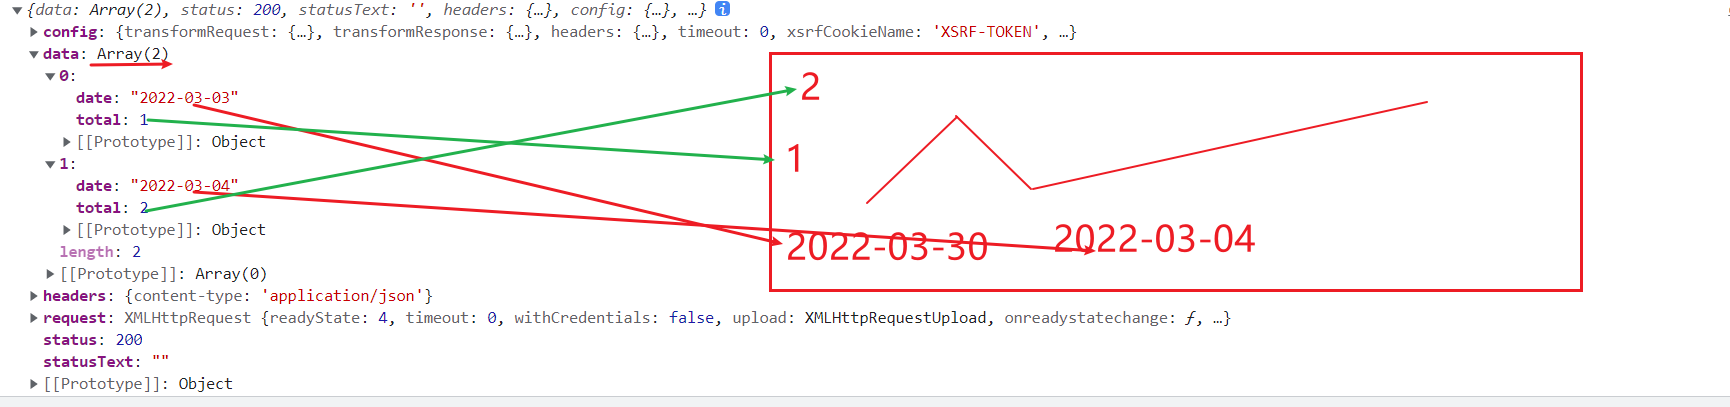 {data: Array(2), status: 200, statusText: '', headers: {…}, config: {…}, …} i
config: {transformRequest: {…}, transformResponse: {…}, headers: {…}, timeout: 0, xsrfCookieName: 'XSRF-TOKEN', …}
data: Array(2)
0:
date: "2022-03-03"
total: 1
[[Prototype]]: Object
1:
date: "2022-03-04"
total: 2
[[Prototype]]: Object
length: 2
[[Prototype]]: Array(0)
headers: {content-type: 'application/json'}
request: XMLHttpRequest {readyState: 4, timeout: 0, withCredentials: false, upload: XMLHttpRequestUpload, onreadystatechange: ƒ, …}
status: 200
statusText: ""
[[Prototype]]: Object
2
1
2022-03-30
2022-03-04